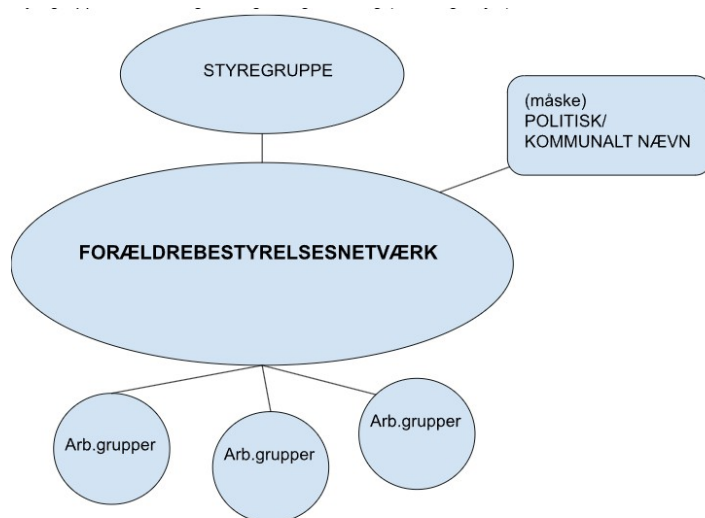 STYREGRUPPE
(måske)
POLITISK/
KOMMUNALT NÆVN
FORÆLDREBESTYRELSESNETVÆRK
Arb.grupper
Arb.grupper
Arb.grupper